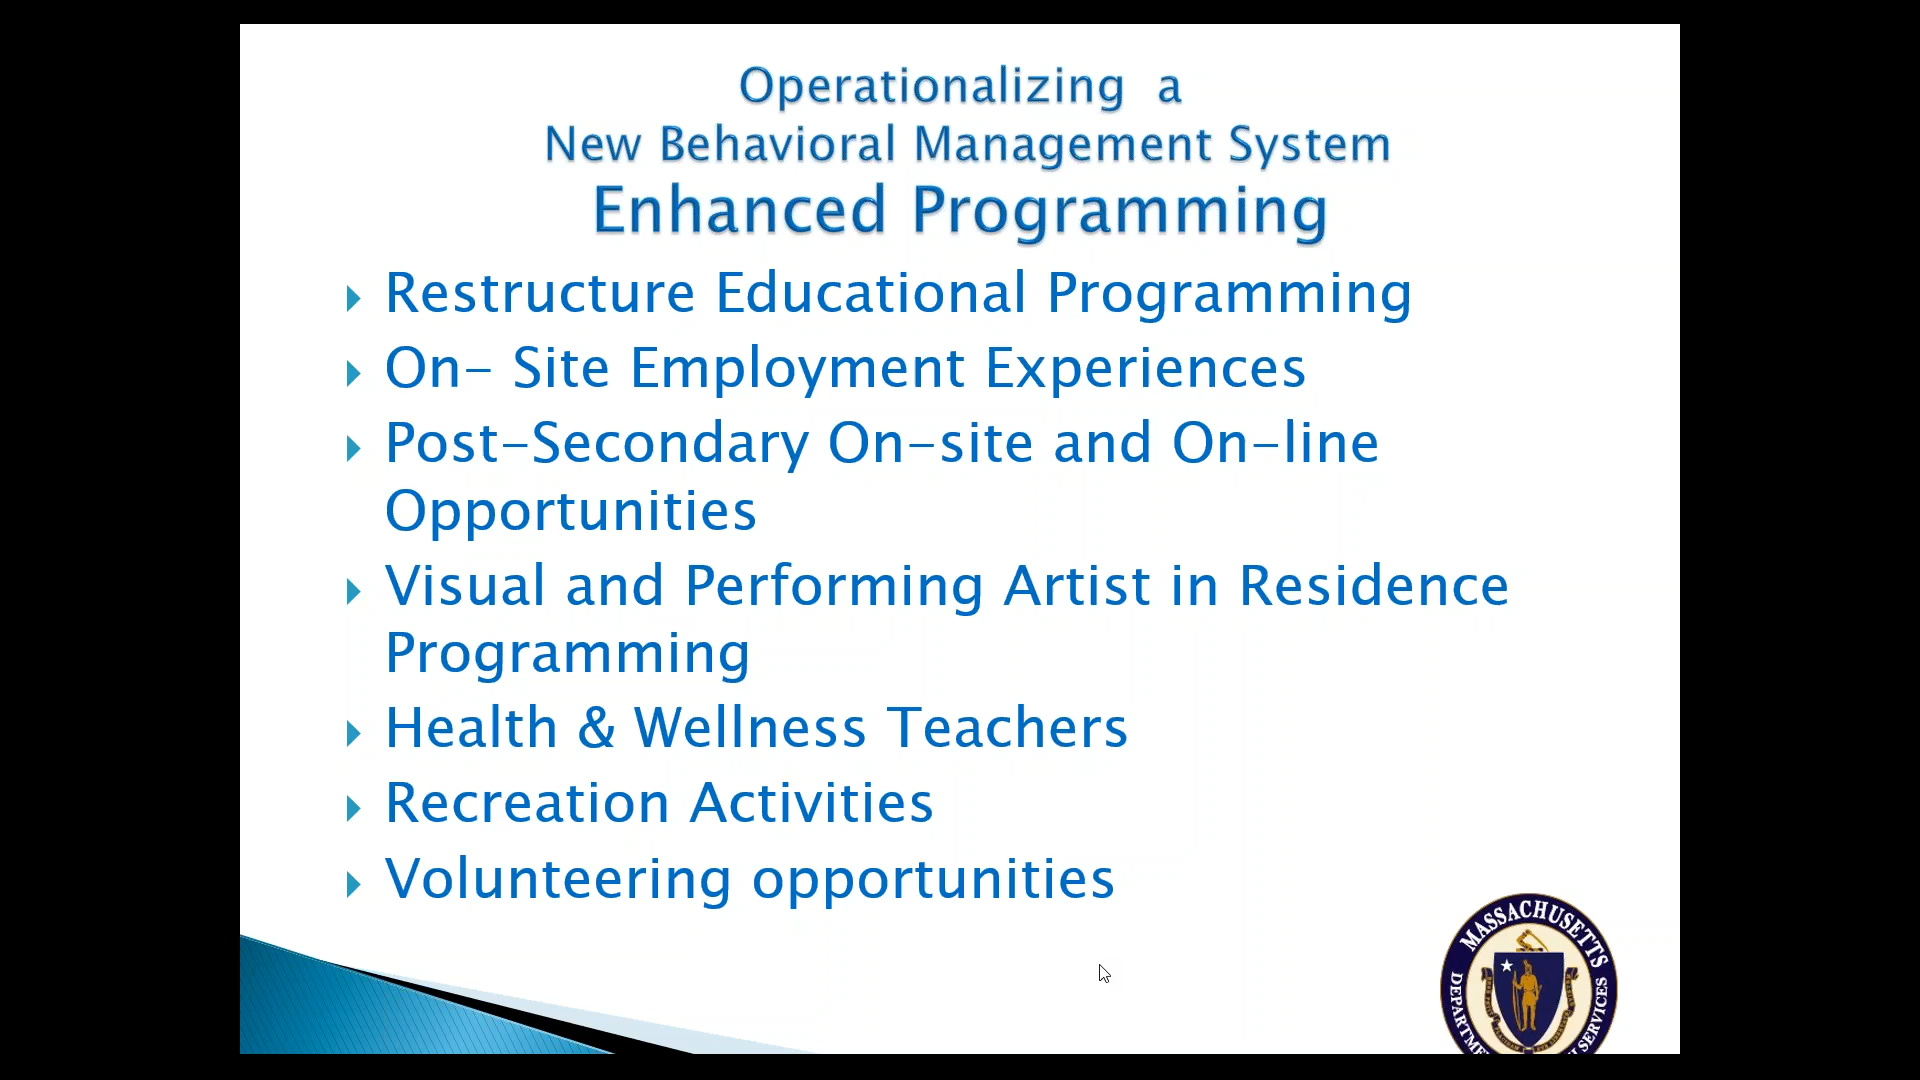 Operationalizing a
New Behavioral Management System
Enhanced Programming
Restructure Educational Programming
On- Site Employment Experiences
Post-Secondary On-site and On-line
Opportunities
Visual and Performing Artist in Residence
Programming
Health & Wellness Teachers
Recreation Activities
Volunteering opportunities
MASSACHUSETTS
SERVICES